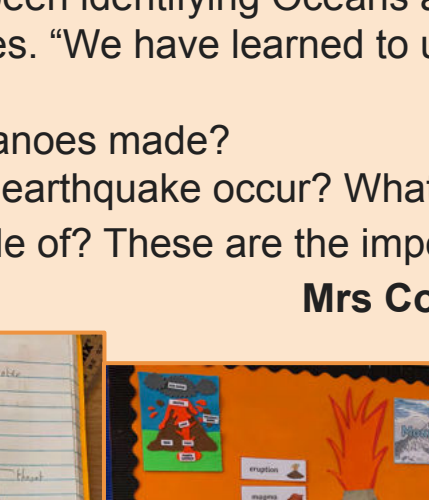 een identifying Oceans a
es. “We have learned to u
anoes made?
earthquake occur? What
le of? These are the impo
Mrs Co
eruption
magma